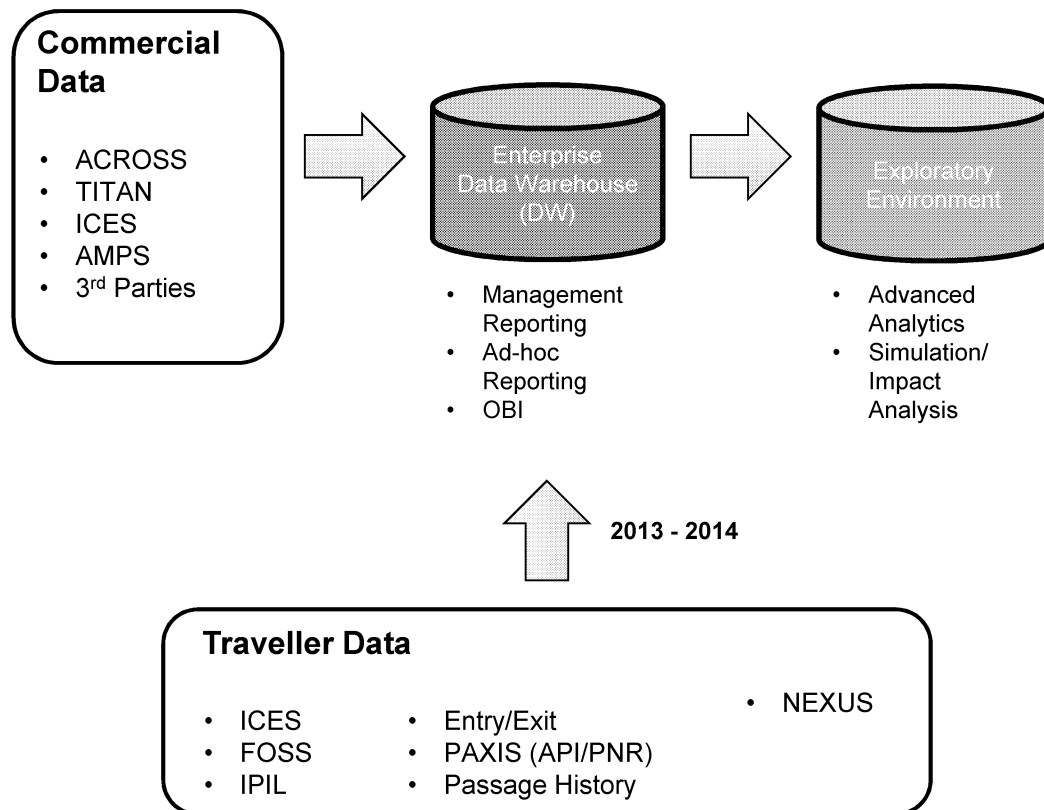 Commercial
Data
• ACROSS
• TITAN
• ICES
• AMPS
• 3rd Parties
Enterprise
Data Warehouse
(DW)
• Management
Reporting
• Ad-hoc
Reporting
• OBI
Exploratory
Environment
• Advanced
Analytics
• Simulation/
Impact
Analysis
2013 - 2014
Traveller Data
• ICES
• FOSS
• IPIL
• Entry/Exit
• PAXIS (API/PNR)
• Passage History
• NEXUS